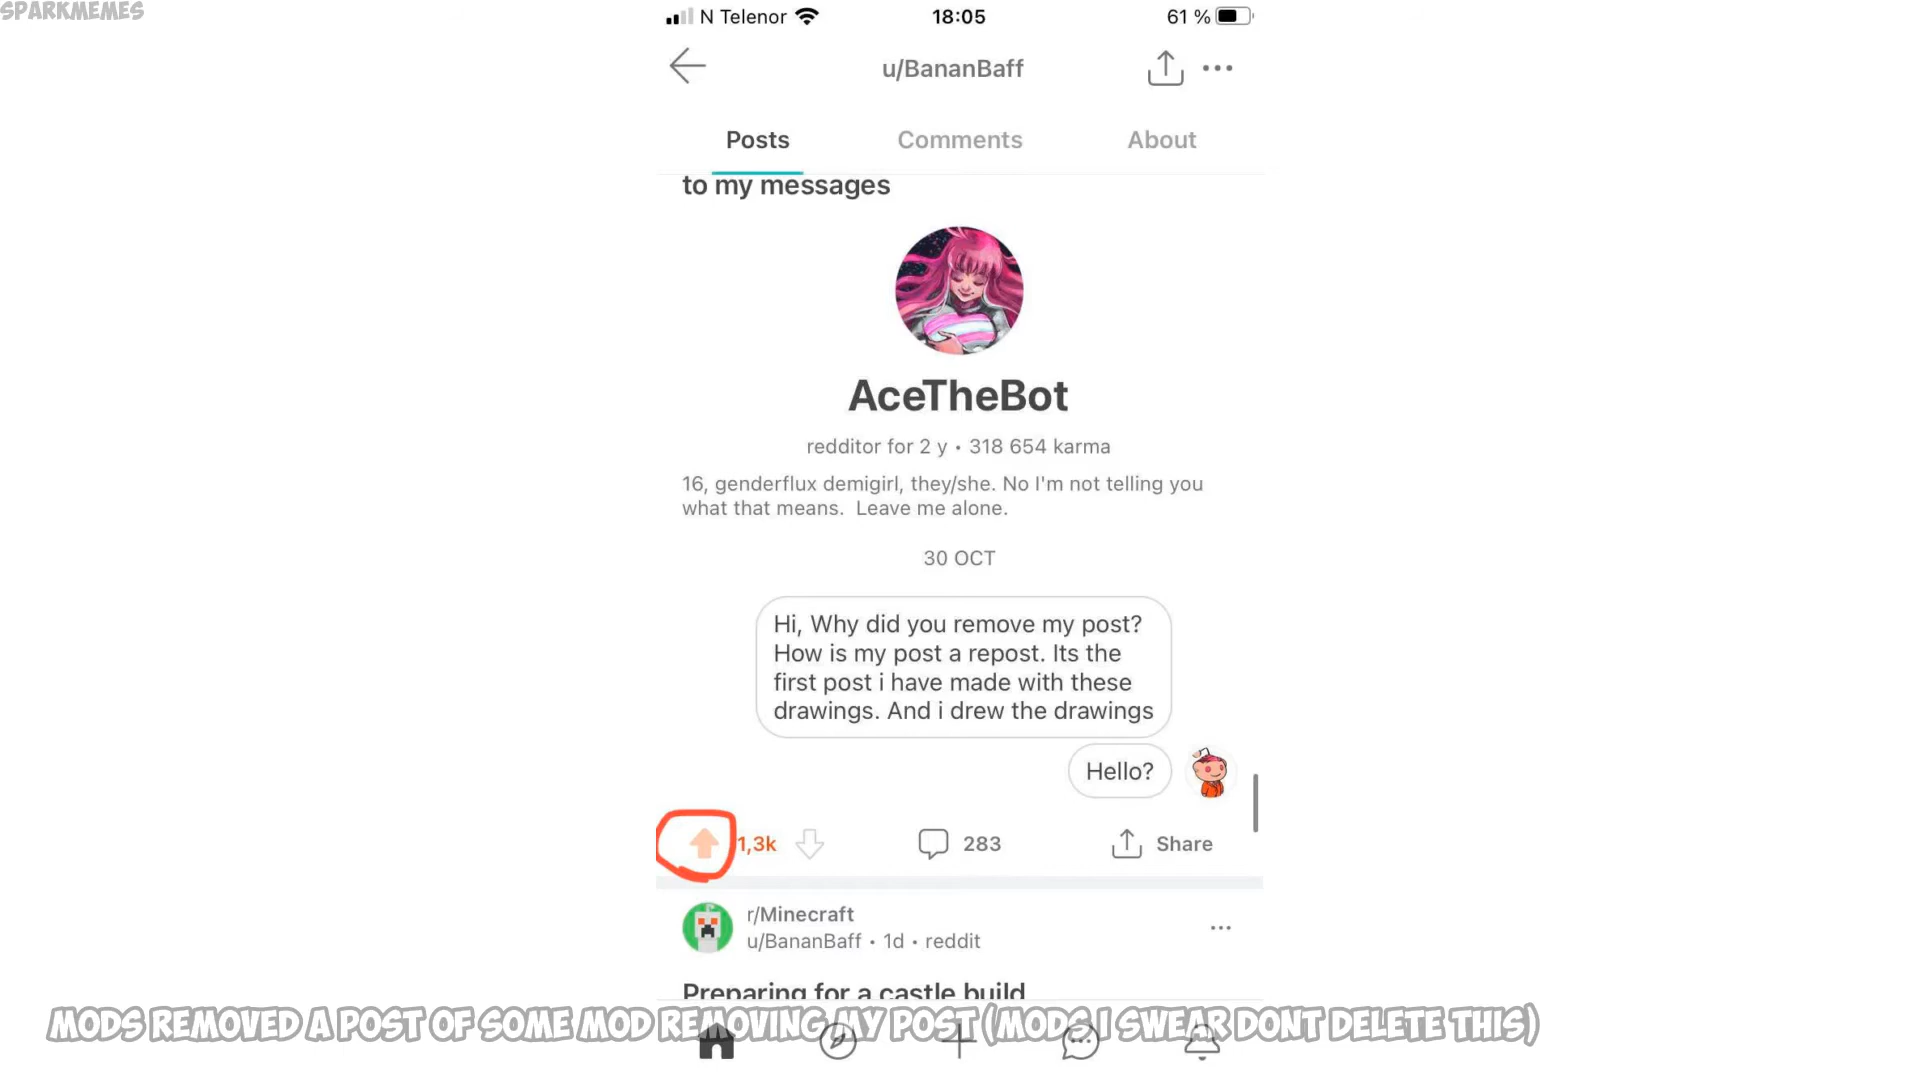 SPARKMEMES
N Telenor 18:05 61 %
u/BananBaff
Posts Comments About
to my messages
AceTheBot
redditor for 2 y • 318 654 karma
16, genderflux demigirl, they/she. No I'm not telling you
what that means.  Leave me alone.
30 OCT
Hi, Why did you remove my post?
How is my post a repost. Its the
first post i have made with these
drawings. And i drew the drawings
Hello?
1,3k 283 Share
r/Minecraft
u/BananBaff • 1d • reddit
Preparing for a castle build
MODS REMOVED A POST OF SOME MOD REMOVING MY POST (MODS I SWEAR DONT DELETE THIS)